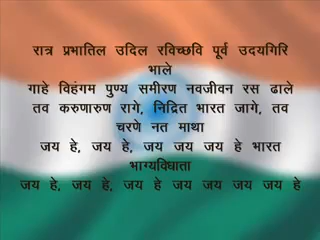 रात्र प्रभातिल उदिल रविच्छवि पूर्व उदयगिरि
भाले
गाहे विहंगम पुण्य समीरण नवजीवन रस ढाले
तव करुणारुण रागे, निद्रित भारत जागे, तव
चरणे नत माथा
जय हे, जय हे, जय जय जय हे भारत
भाग्यविधाता
जय हे, जय हे, जय हे जय जय जय जय हे